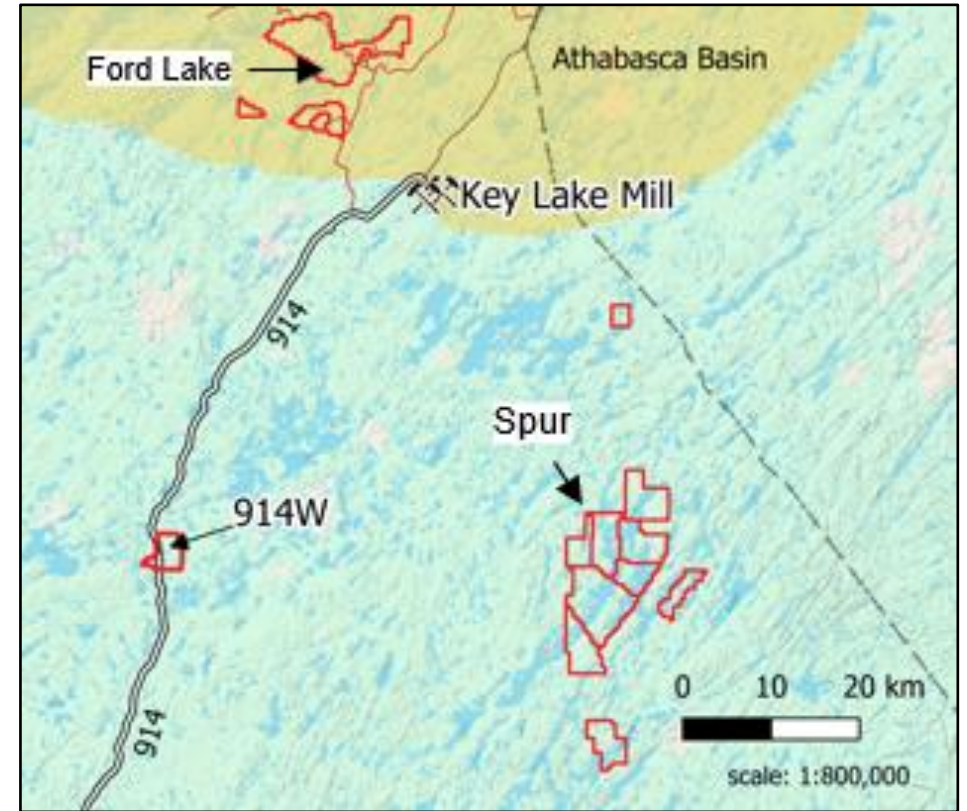 Ford Lake
Athabasca Basin
Key Lake Mill
914
Spur
914W
0 10 20 km
914
scale: 1:800,000